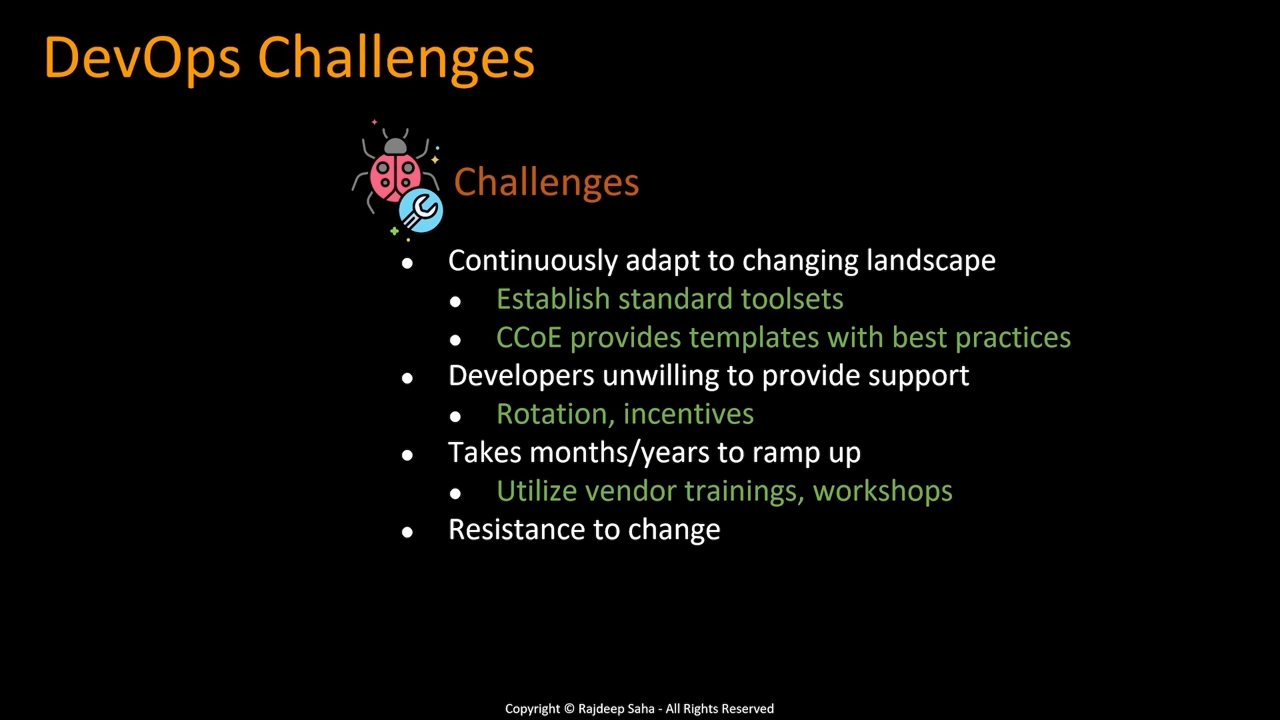 DevOps Challenges
Challenges
● Continuously adapt to changing landscape
● Establish standard toolsets
● CCoE provides templates with best practices
● Developers unwilling to provide support
● Rotation, incentives
● Takes months/years to ramp up
● Utilize vendor trainings, workshops
● Resistance to change
Copyright © Rajdeep Saha - All Rights Reserved